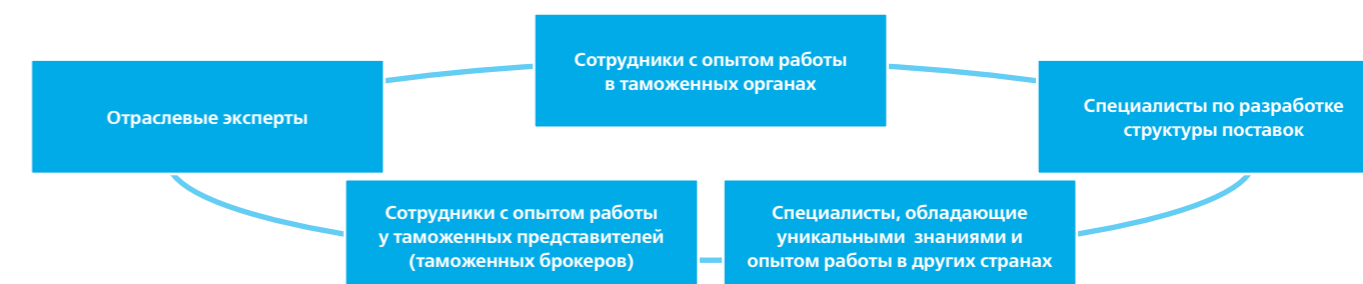 Сотрудники с опытом работы
в таможенных органах
Отраслевые эксперты
Специалисты по разработке
структуры поставок
Сотрудники с опытом работы
у таможенных представителей
(таможенных брокеров)
Специалисты, обладающие
уникальными знаниями и
опытом работы в других странах